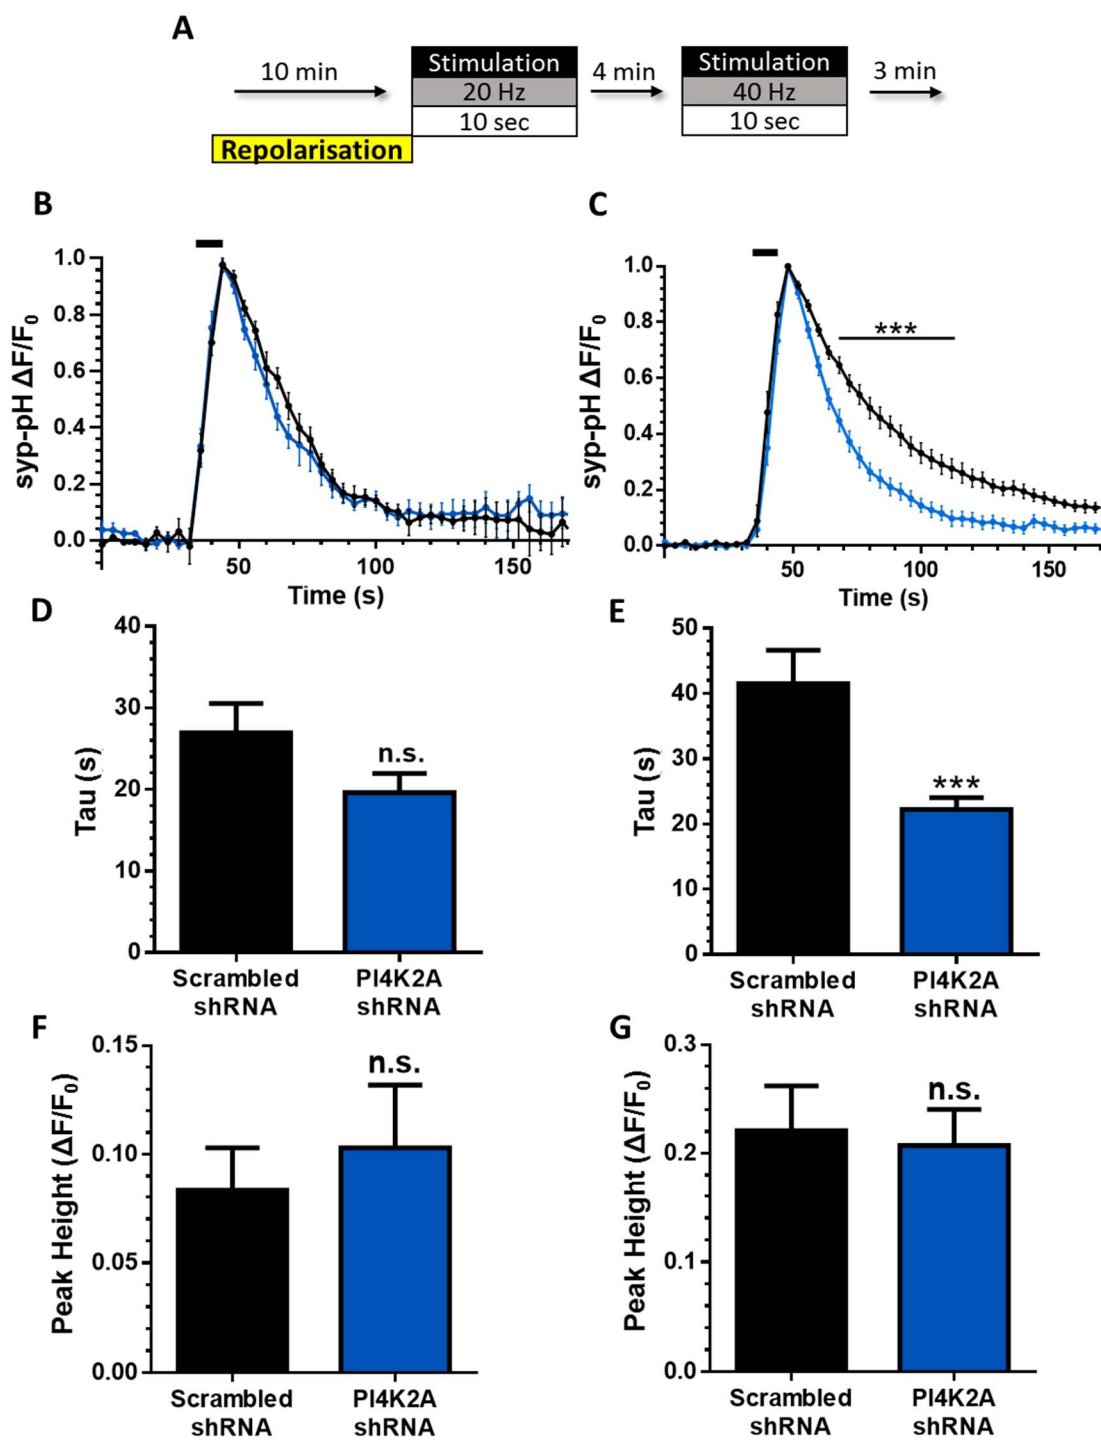 A
10 min
Stimulation
20 Hz
10 sec
4 min
Stimulation
40 Hz
10 sec
3 min
Repolarisation
B
syp-pH ΔF/F0
1.0
0.8
0.6
0.4
0.2
0.0
50
100
150
Time (s)
C
syp-pH ΔF/F0
1.0
0.8
0.6
0.4
0.2
0.0
***
50
100
150
Time (s)
D
Tau (s)
40
30
20
10
0
n.s.
Scrambled
shRNA
PI4K2A
shRNA
E
Tau (s)
50
40
30
20
10
0
***
Scrambled
shRNA
PI4K2A
shRNA
F
Peak Height (ΔF/F0)
0.15
0.10
0.05
0.00
n.s.
Scrambled
shRNA
PI4K2A
shRNA
G
Peak Height (ΔF/F0)
0.3
0.2
0.1
0.0
n.s.
Scrambled
shRNA
PI4K2A
shRNA